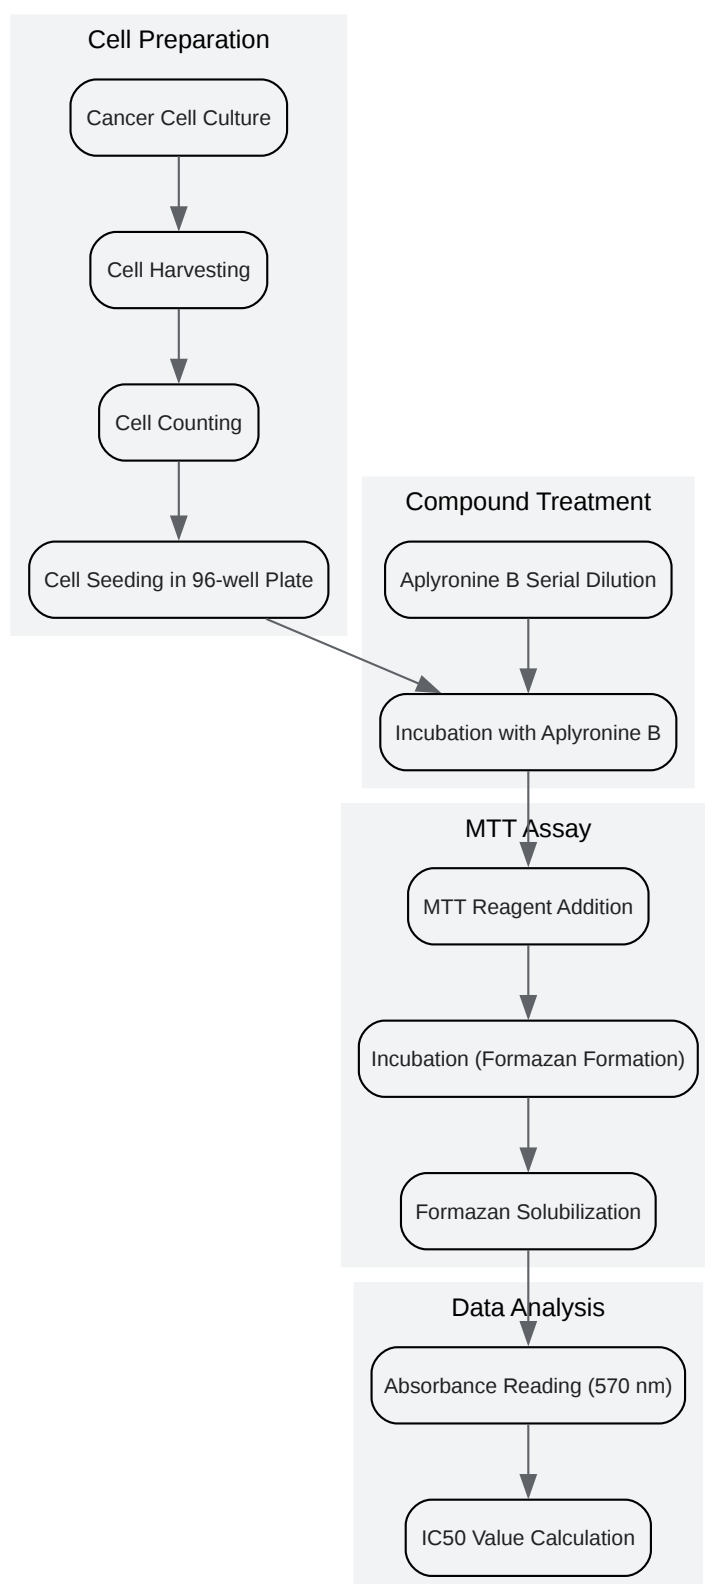 Cell Preparation
Cancer Cell Culture
Cell Harvesting
Cell Counting
Cell Seeding in 96-well Plate
Compound Treatment
Aplyronine B Serial Dilution
Incubation with Aplyronine B
MTT Assay
MTT Reagent Addition
Incubation (Formazan Formation)
Formazan Solubilization
Data Analysis
Absorbance Reading (570 nm)
IC50 Value Calculation